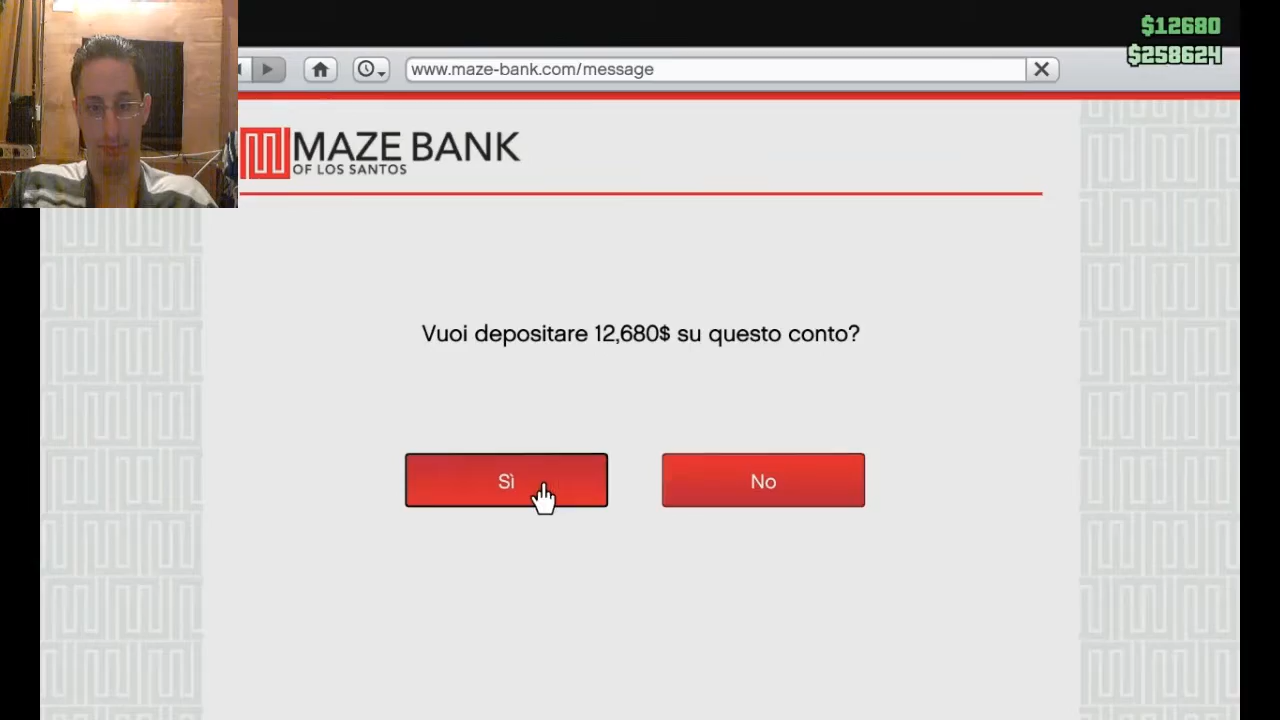 $12680
$258624
www.maze-bank.com/message
MAZE BANK
OF LOS SANTOS
Vuoi depositare 12,680$ su questo conto?
Sì
No